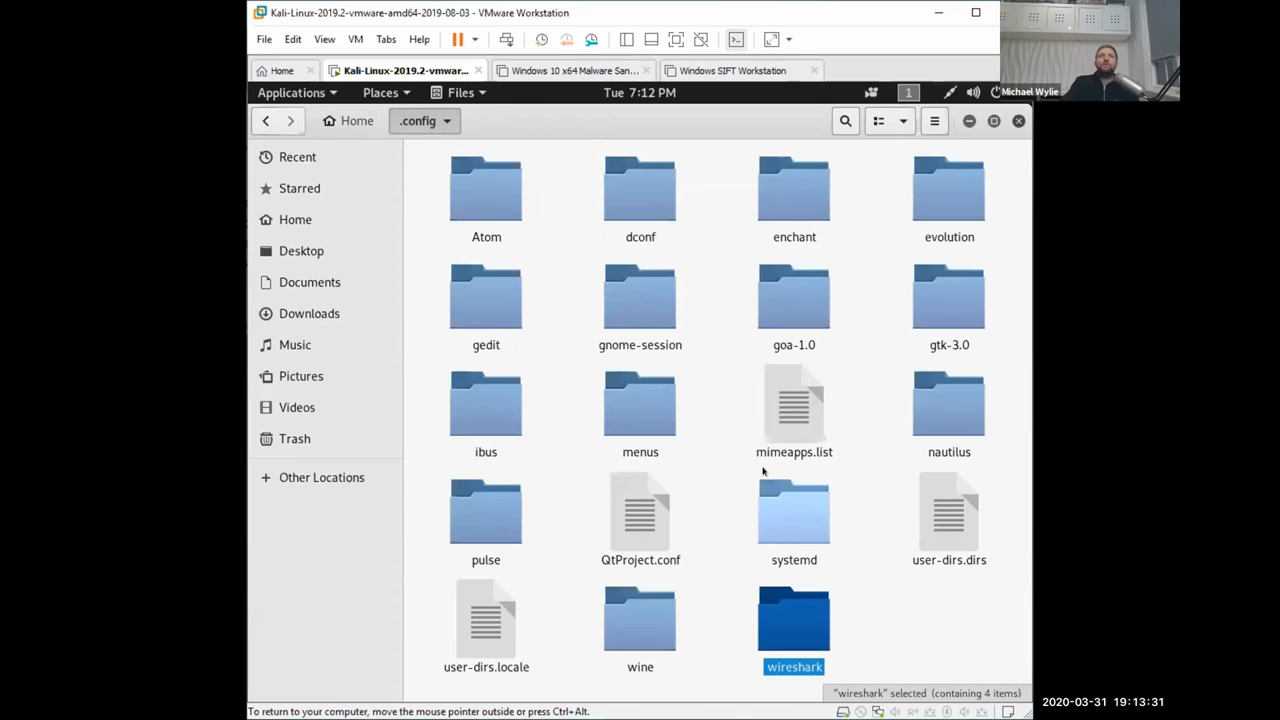 Kali-Linux-2019.2-vmware-amd64-2019-08-03 - VMware Workstation
File Edit View VM Tabs Help
Home Kali-Linux-2019.2-vmwar... Windows 10 x64 Malware San... Windows SIFT Workstation
Applications Places Files Tue 7:12 PM 1 Michael Wylie
Home .config
Recent
Starred
Home
Desktop
Documents
Downloads
Music
Pictures
Videos
Trash
Other Locations
Atom dconf enchant evolution
gedit gnome-session goa-1.0 gtk-3.0
ibus menus mimeapps.list nautilus
pulse QtProject.conf systemd user-dirs.dirs
user-dirs.locale wine wireshark
"wireshark" selected (containing 4 items)
To return to your computer, move the mouse pointer outside or press Ctrl+Alt.
2020-03-31 19:13:31